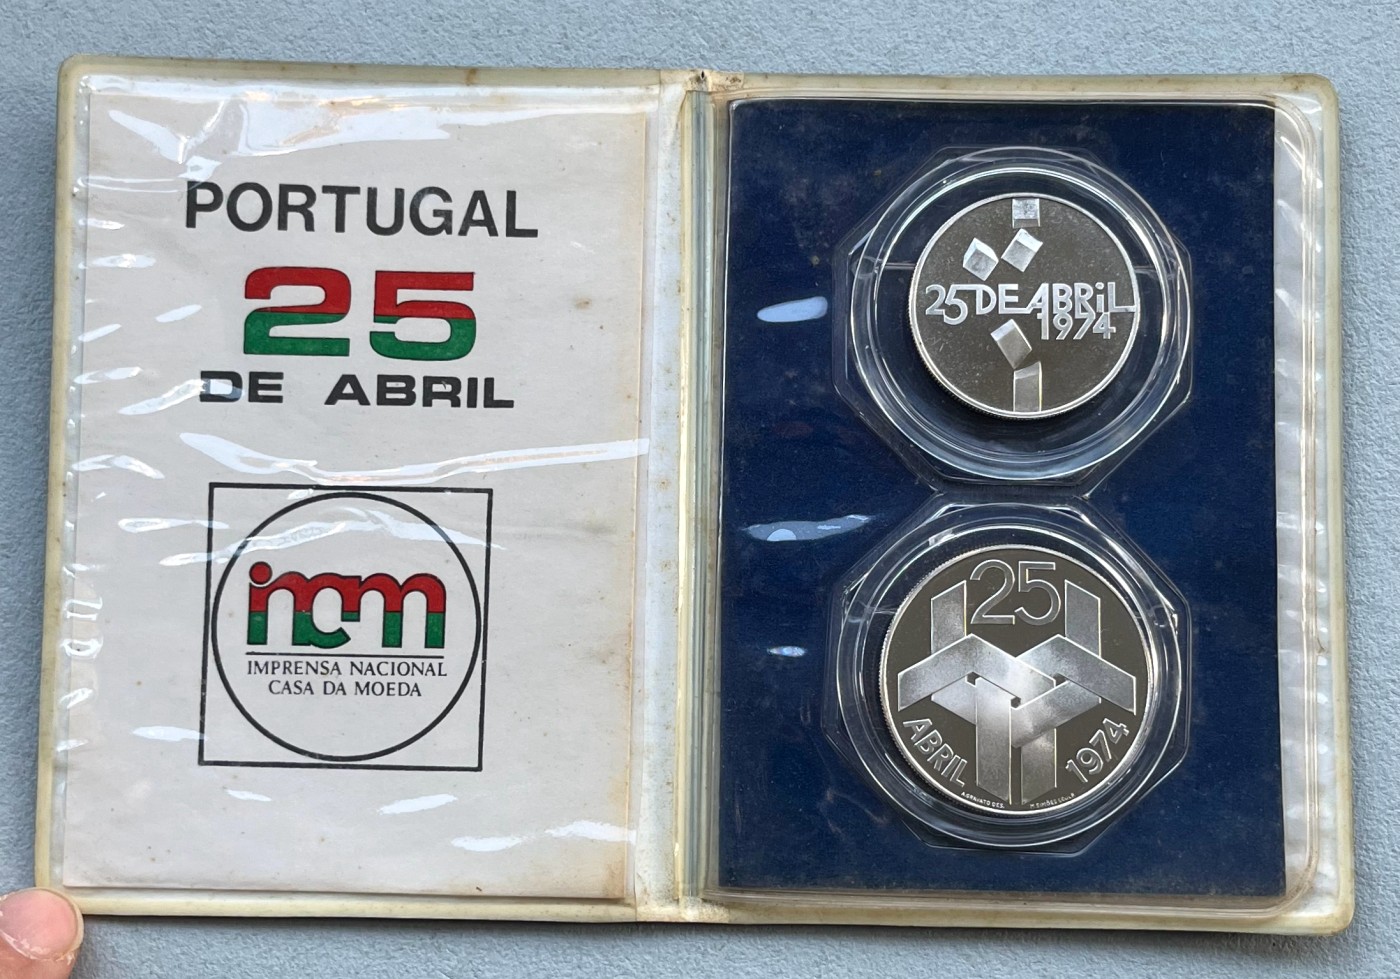 PORTUGAL
25
DE ABRIL
incm
IMPRENSA NACIONAL
CASA DA MOEDA
25 DE ABRiL
1974
25
ABRIL 1974